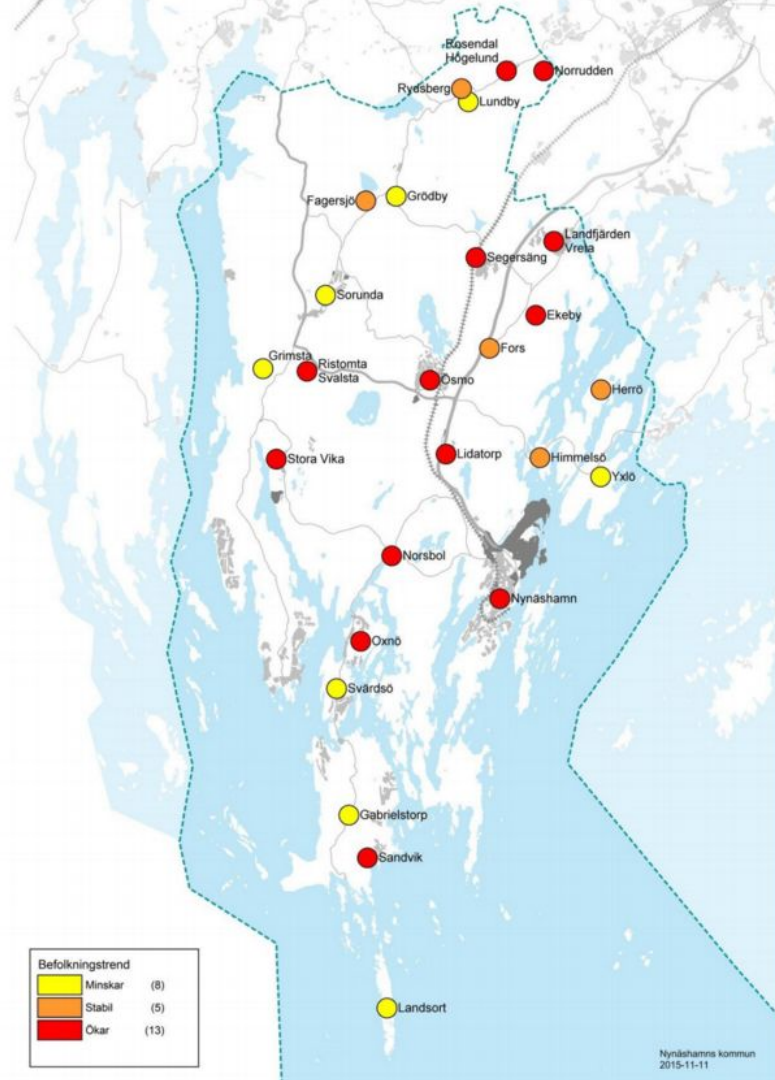 Rosendal
Högelund
Norrudden
Rydsberg
Lundby
Fagersjö
Grödby
Landfjärden
Vreta
Segersäng
Sorunda
Ekeby
Fors
Grimsta
Ristomta
Svalsta
Ösmo
Herrö
Stora Vika
Lidatorp
Himmelsö
Yxlö
Norsbol
Nynäshamn
Oxnö
Svärdsö
Gabrielstorp
Sandvik
Landsort
Befolkningstrend
Minskar (8)
Stabil (5)
Ökar (13)
Nynäshamns kommun
2015-11-11